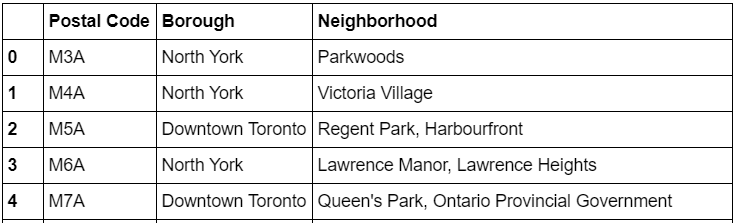 Postal Code Borough Neighborhood
0 M3A North York Parkwoods
1 M4A North York Victoria Village
2 M5A Downtown Toronto Regent Park, Harbourfront
3 M6A North York Lawrence Manor, Lawrence Heights
4 M7A Downtown Toronto Queen's Park, Ontario Provincial Government